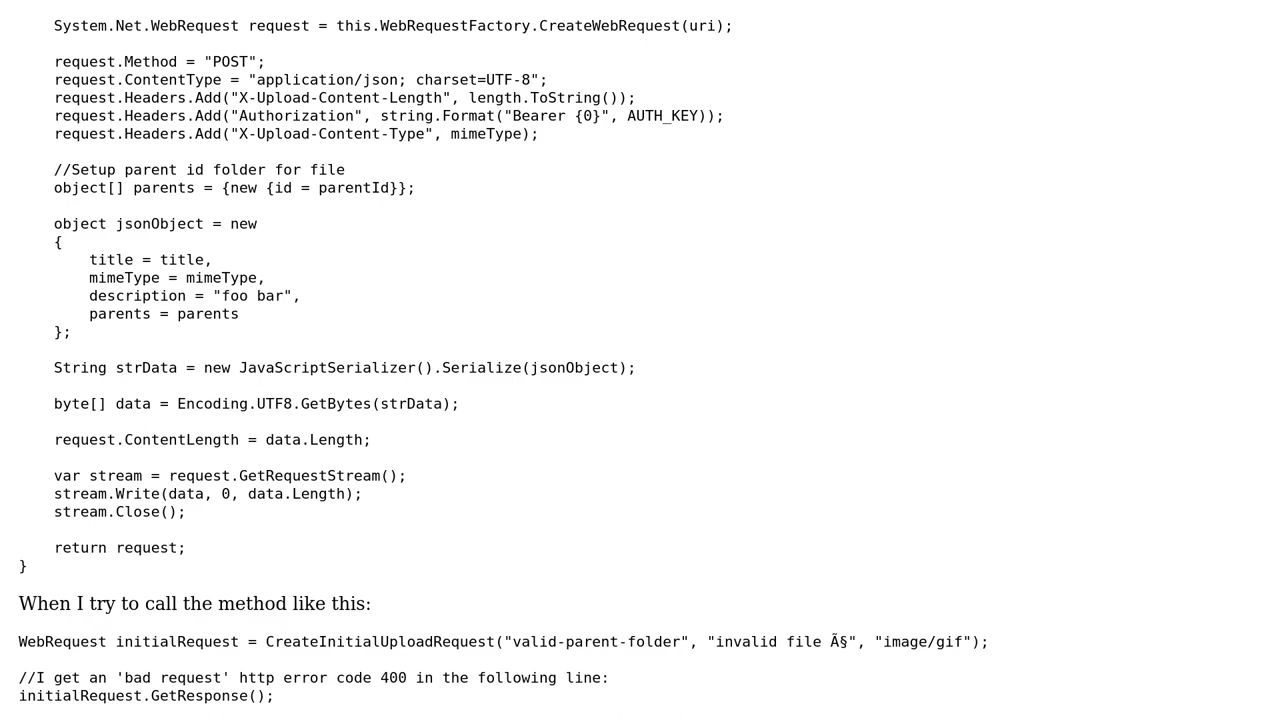 System.Net.WebRequest request = this.WebRequestFactory.CreateWebRequest(uri);
request.Method = "POST";
request.ContentType = "application/json; charset=UTF-8";
request.Headers.Add("X-Upload-Content-Length", length.ToString());
request.Headers.Add("Authorization", string.Format("Bearer {0}", AUTH_KEY));
request.Headers.Add("X-Upload-Content-Type", mimeType);
//Setup parent id folder for file
object[] parents = {new {id = parentId}};
object jsonObject = new
{
title = title,
mimeType = mimeType,
description = "foo bar",
parents = parents
};
String strData = new JavaScriptSerializer().Serialize(jsonObject);
byte[] data = Encoding.UTF8.GetBytes(strData);
request.ContentLength = data.Length;
var stream = request.GetRequestStream();
stream.Write(data, 0, data.Length);
stream.Close();
return request;
}
When I try to call the method like this:
WebRequest initialRequest = CreateInitialUploadRequest("valid-parent-folder", "invalid file Ã§", "image/gif");
//I get an 'bad request' http error code 400 in the following line:
initialRequest.GetResponse();